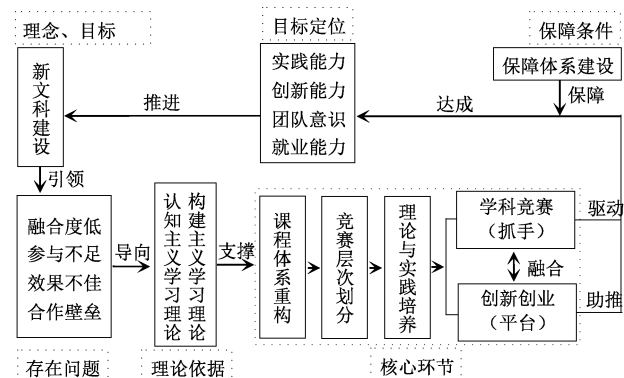 理念、目标
目标定位
保障条件
新文科建设
实践能力
创新能力
团队意识
就业能力
保障体系建设
推进
达成
保障
引领
融合度低
参与不足
效果不佳
合作壁垒
导向
构建主义学习理论
认知主义学习理论
支撑
课程体系重构
竞赛层次划分
理论与实践培养
学科竞赛
(抓手)
驱动
融合
创新创业
(平台)
助推
存在问题
理论依据
核心环节